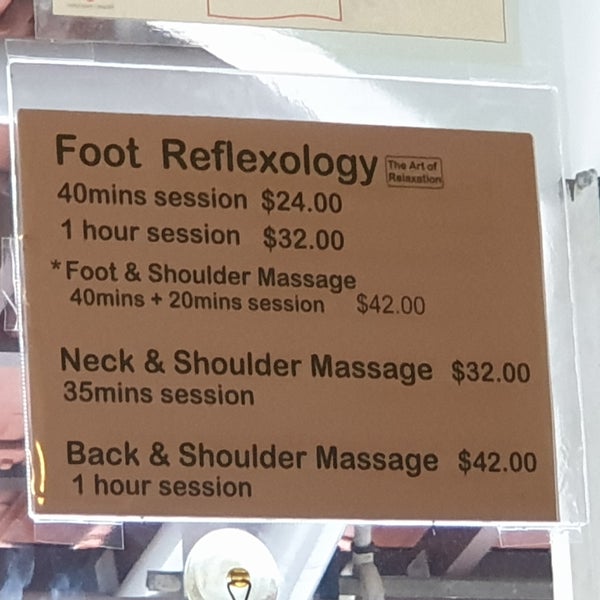 Foot Reflexology
The Art of
Relaxation
40mins session $24.00
1 hour session $32.00
*Foot & Shoulder Massage
40mins + 20mins session $42.00
Neck & Shoulder Massage $32.00
35mins session
Back & Shoulder Massage $42.00
1 hour session